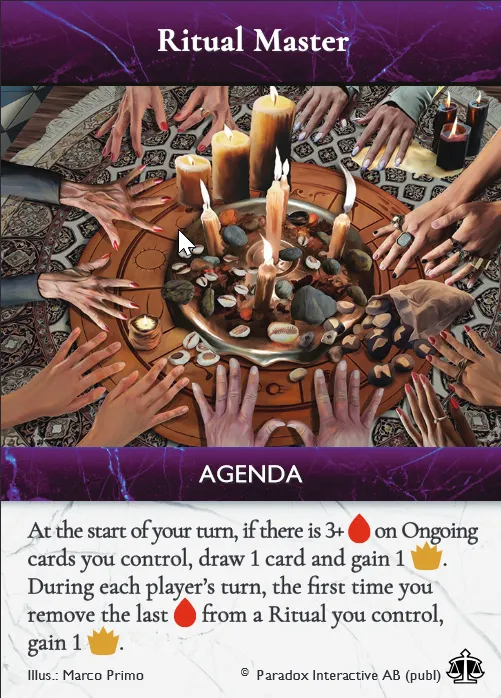 Ritual Master
AGENDA
At the start of your turn, if there is 3+ on Ongoing
cards you control, draw 1 card and gain 1 .
During each player's turn, the first time you
remove the last from a Ritual you control,
gain 1 .
Illus.: Marco Primo © Paradox Interactive AB (publ)